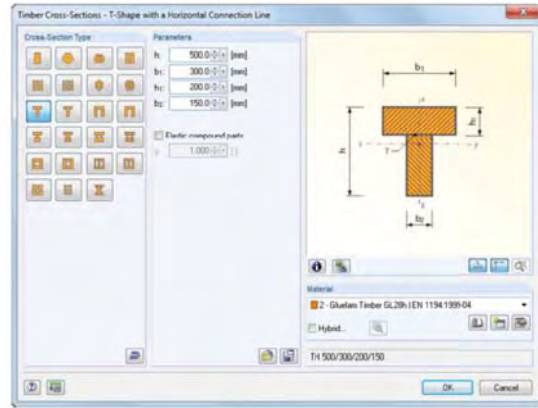 Timber Cross-Sections - T-Shape with a Horizontal Connection Line
Cross-Section Type
Parameters
h: 500.0 [mm]
b1: 300.0 [mm]
h1: 200.0 [mm]
b2: 150.0 [mm]
Elastic compound parts
1.000
b1
h
h1
b2
y
z
Material
2 - Gluelam Timber GL28h | EN 1194:1999-04
Hybrid...
TH 500/300/200/150
OK
Cancel